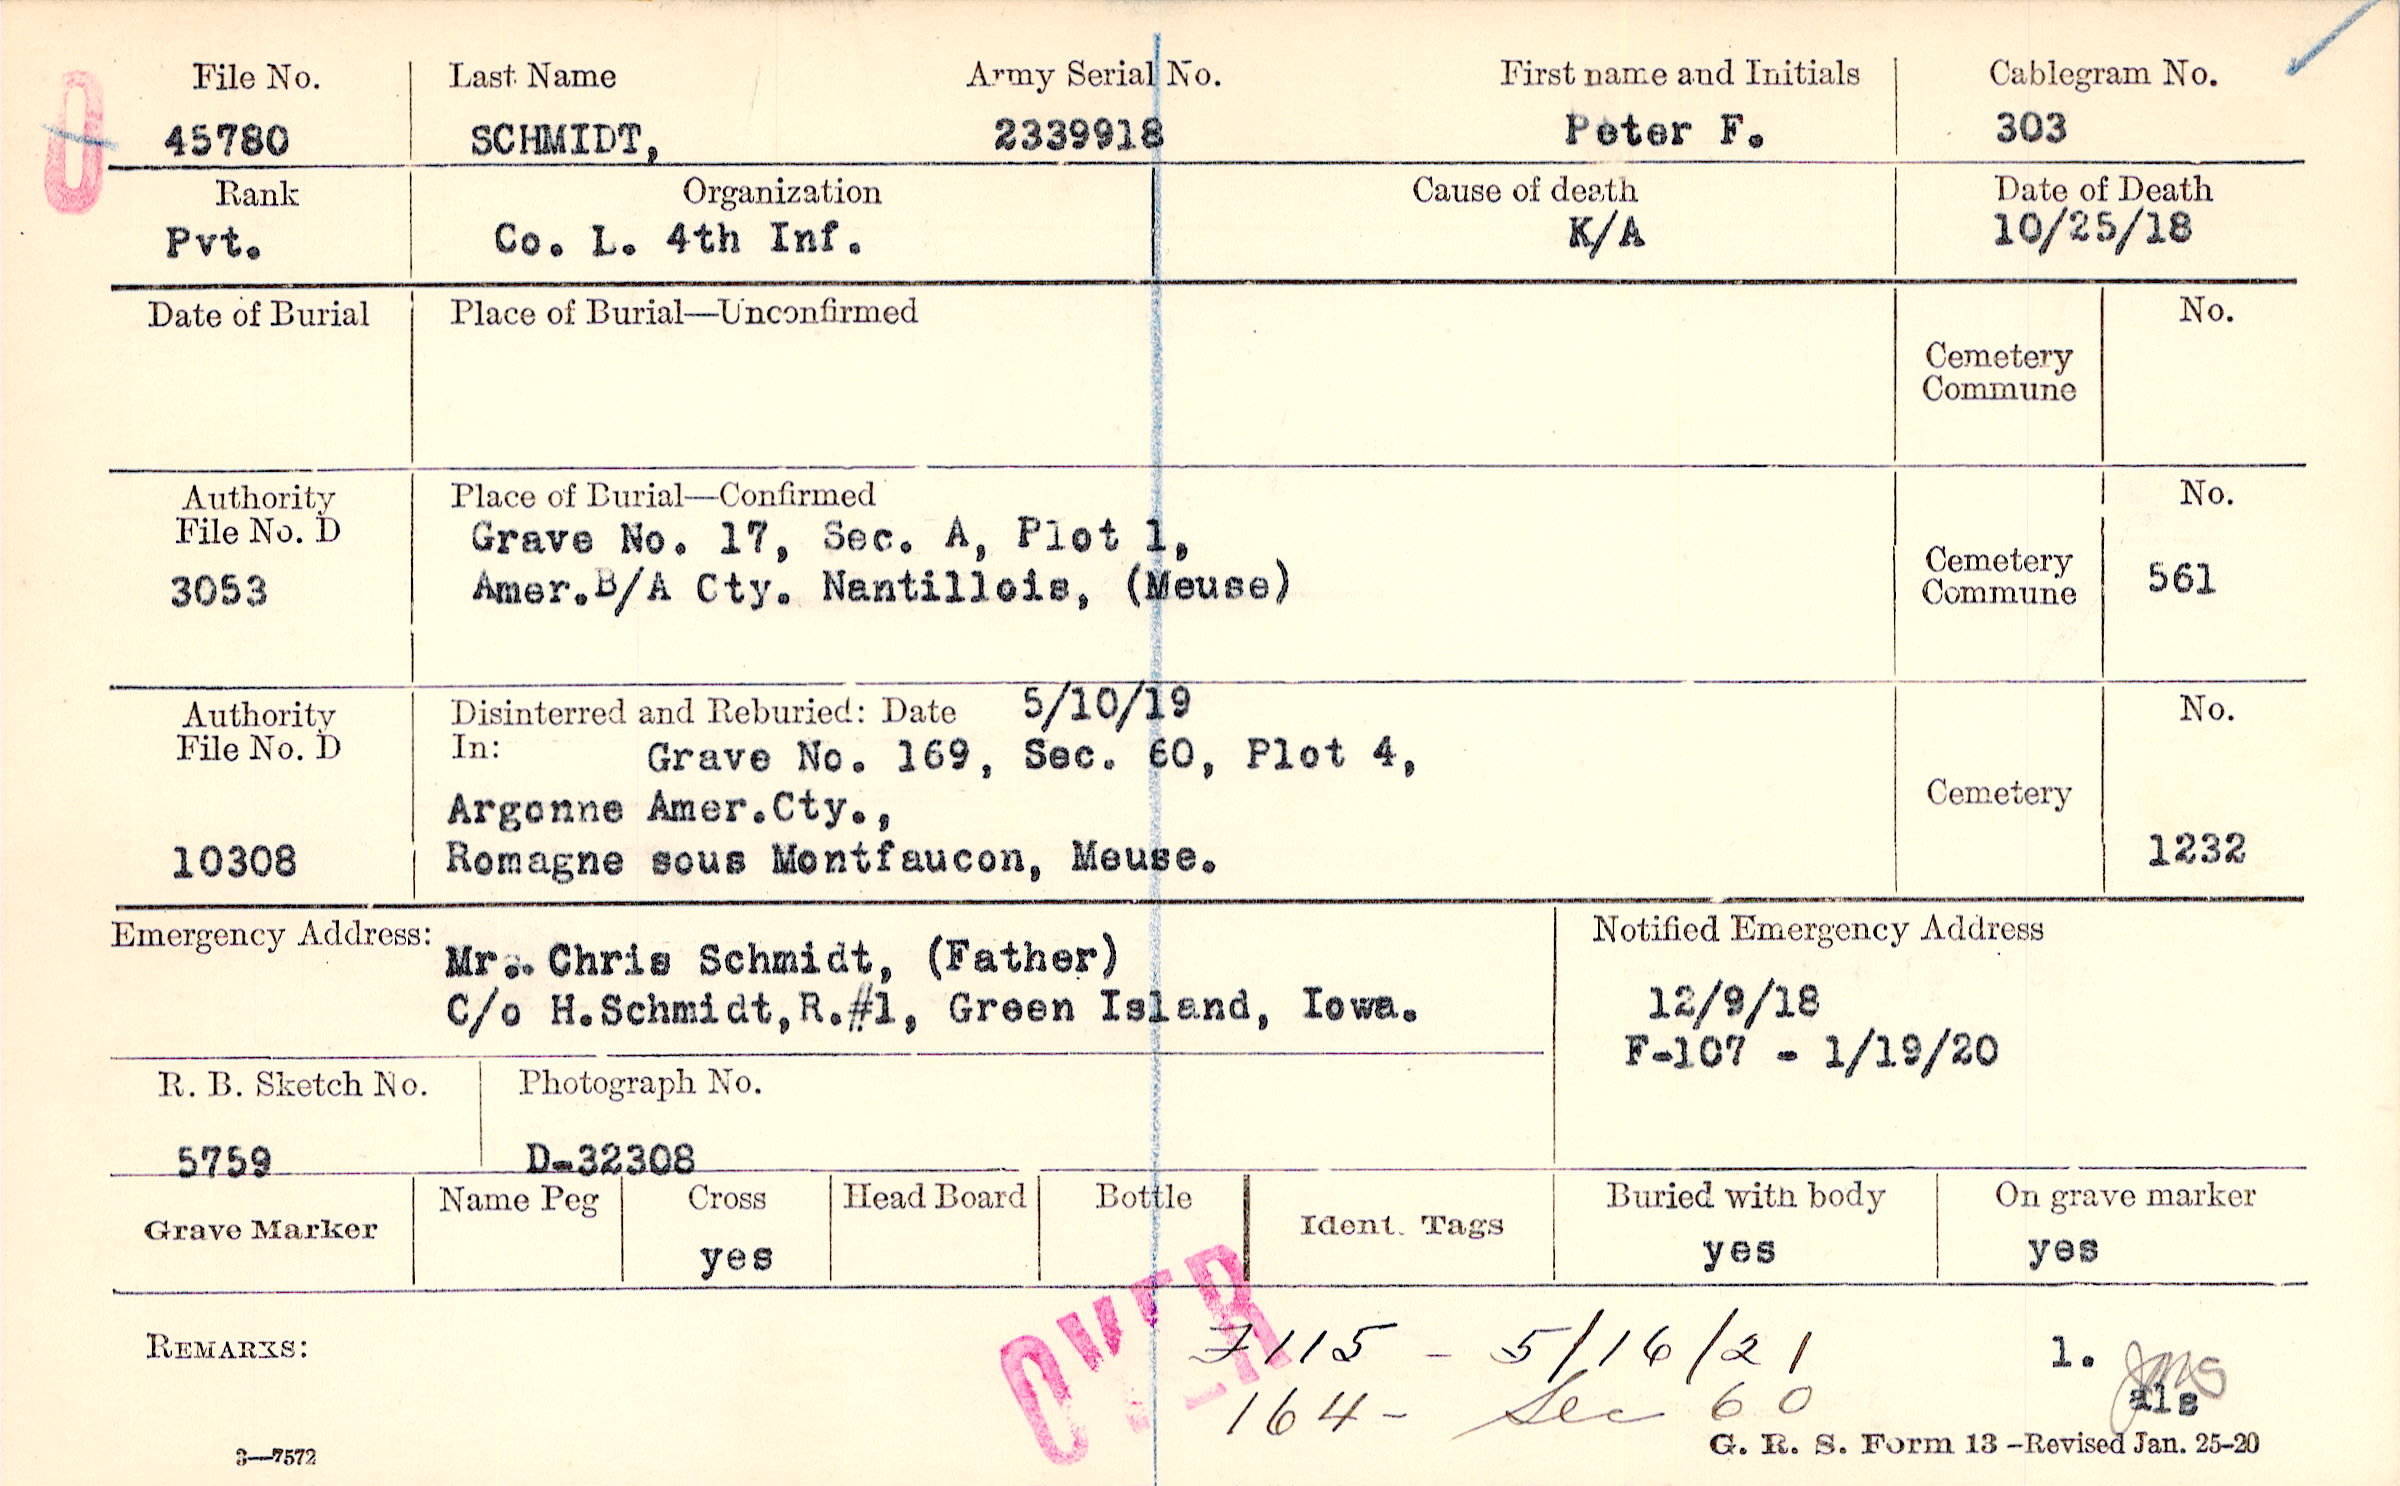 File No. Last Name Army Serial No. First name and Initials Cablegram No.
O 45780 SCHMIDT, 2339918 Peter F. 303
Rank Organization Cause of death Date of Death
Pvt. Co. L. 4th Inf. K/A 10/25/18
Date of Burial Place of Burial—Unconfirmed No.
Cemetery
Commune
Authority Place of Burial—Confirmed No.
File No. D Grave No. 17, Sec. A, Plot 1,
3053 Amer.B/A Cty. Nantillois, (Meuse) Cemetery Commune 561
Authority Disinterred and Reburied: Date 5/10/19 No.
File No. D In: Grave No. 169, Sec. 60, Plot 4,
Argonne Amer.Cty., Cemetery
10308 Romagne sous Montfaucon, Meuse. 1232
Emergency Address: Notified Emergency Address
Mr. Chris Schmidt, (Father)
C/o H.Schmidt,R.#1, Green Island, Iowa. 12/9/18
F-107 - 1/19/20
R. B. Sketch No. Photograph No.
5759 D-32308
Grave Marker Name Peg Cross Head Board Bottle Ident. Tags Buried with body On grave marker
yes yes yes
REMARKS: OVER F115 - 5/16/21 1.
164- Sec 60 als
3—7572 G. R. S. Form 13 -Revised Jan. 25-20